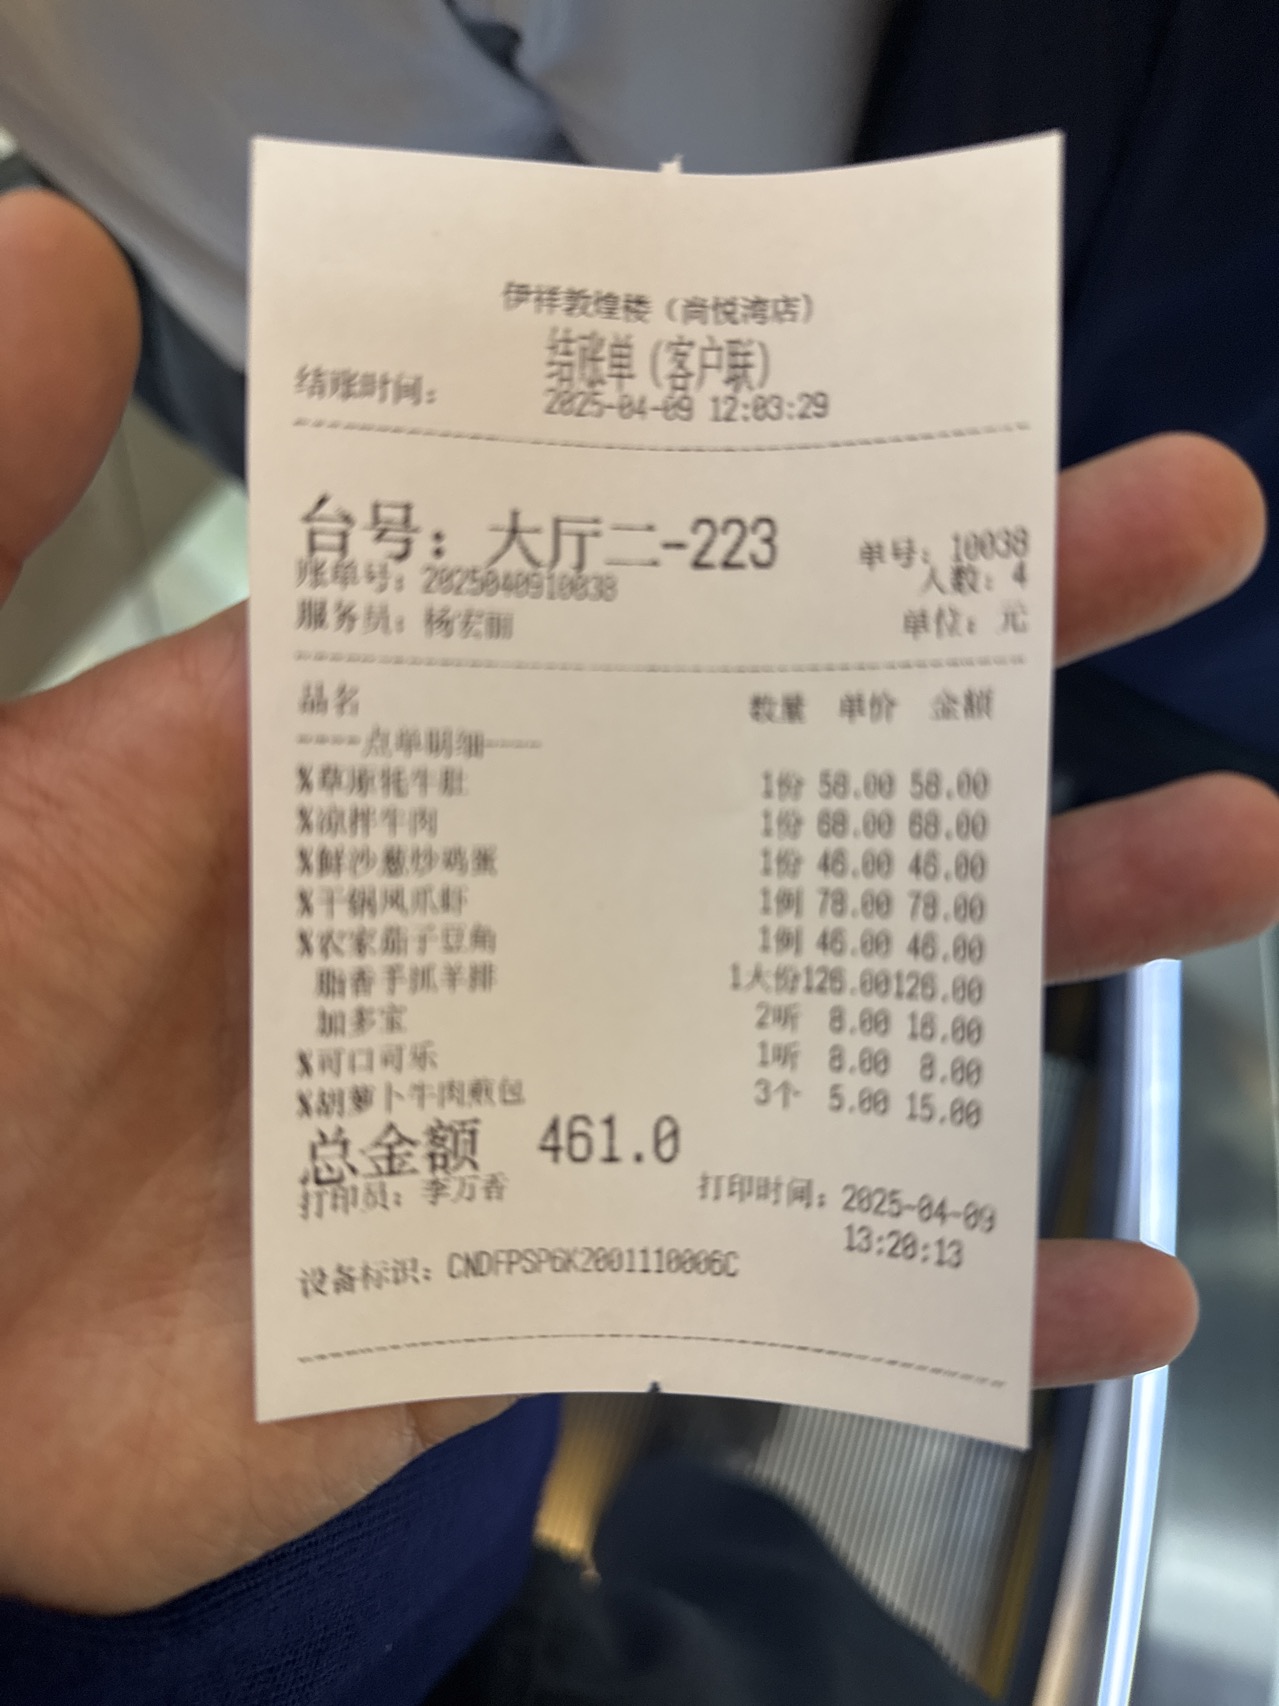 伊祥敦煌楼（尚悦湾店）
结账单（客户联）
结账时间： 2025-04-09 12:03:29
台号：大厅二-223 单号：10038
账单号：2025040910038 人数：4
服务员：杨宏丽 单位：元
品名 数量 单价 金额
----点单明细----
%草原牦牛肚 1份 58.00 58.00
%凉拌牛肉 1份 68.00 68.00
%鲜沙葱炒鸡蛋 1份 46.00 46.00
%干锅凤爪虾 1例 78.00 78.00
%农家茄子豆角 1例 46.00 46.00
脂香手抓羊排 1大份126.00126.00
加多宝 2听 8.00 16.00
%可口可乐 1听 8.00 8.00
%胡萝卜牛肉煎包 3个 5.00 15.00
总金额 461.0
打印员：李万香 打印时间：2025-04-09
13:20:13
设备标识：CNDFPSP6K2001110006C